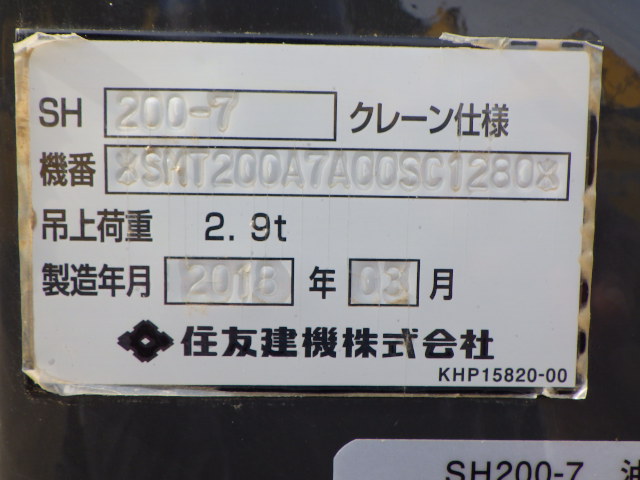 SH 200-7 クレーン仕様
機番 *SMT200A7A00SC1280*
吊上荷重 2.9t
製造年月 2018 年 03 月
住友建機株式会社
KHP15820-00
SH200-7 油